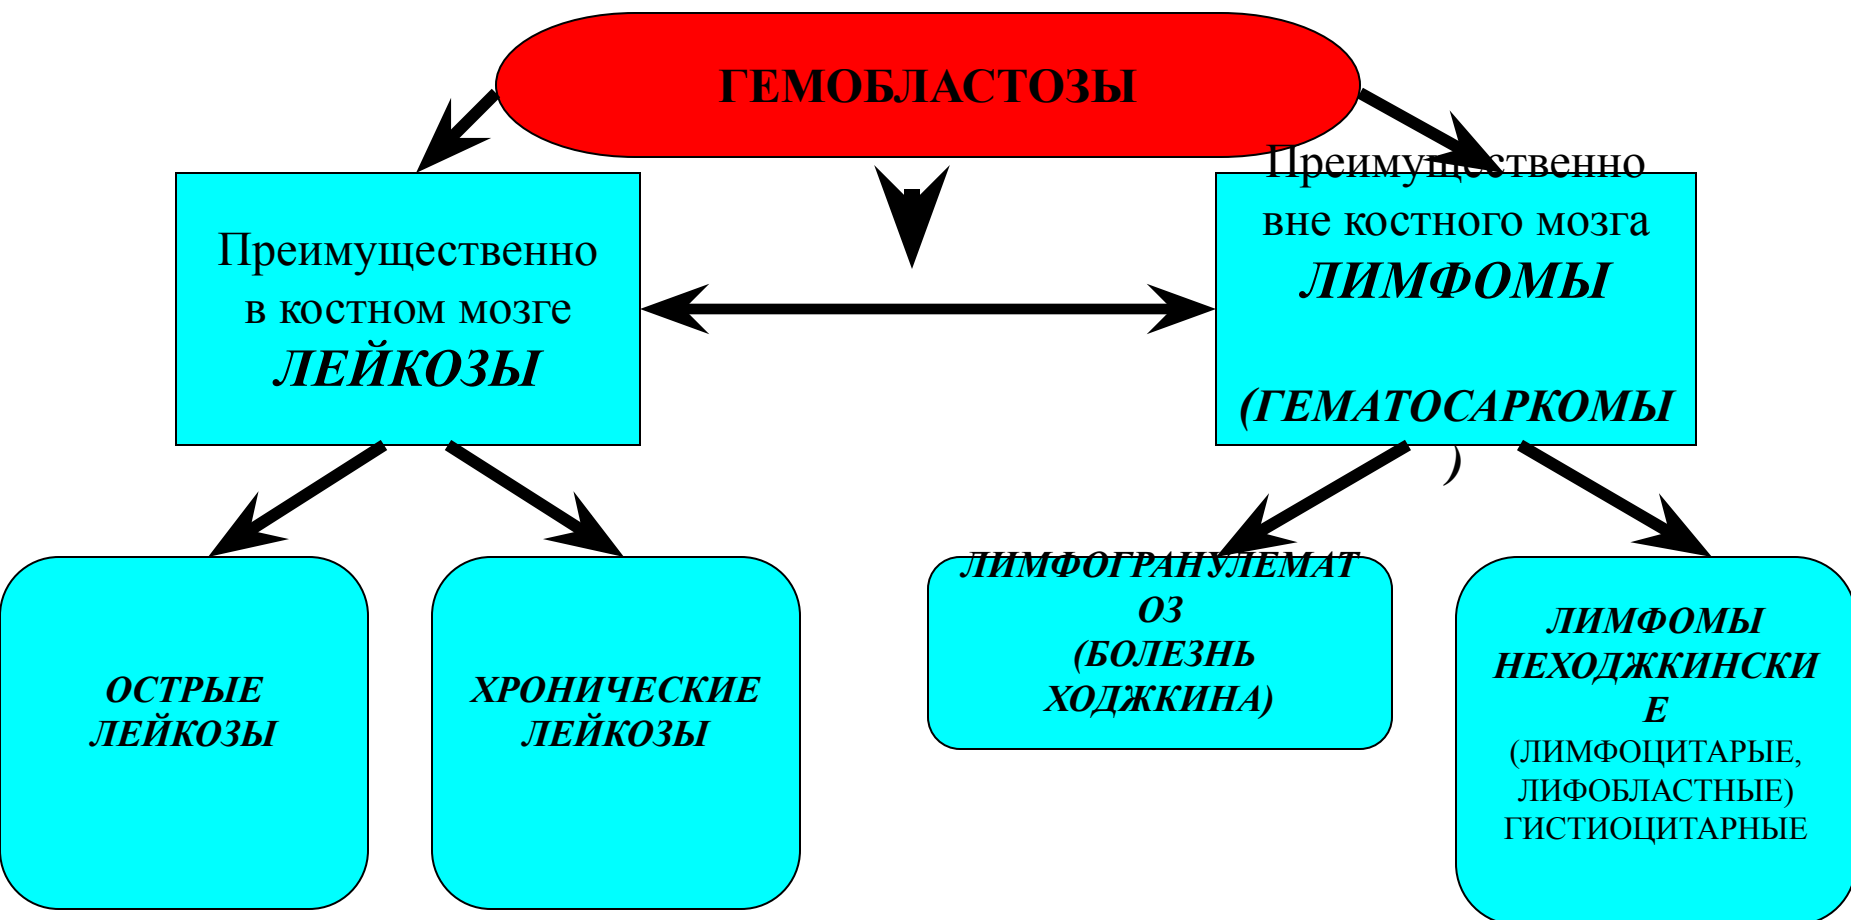 ГЕМОБЛАСТОЗЫ
Преимущественно
в костном мозге
ЛЕЙКОЗЫ
Преимущественно
вне костного мозга
ЛИМФОМЫ
(ГЕМАТОСАРКОМЫ
)
ОСТРЫЕ
ЛЕЙКОЗЫ
ХРОНИЧЕСКИЕ
ЛЕЙКОЗЫ
ЛИМФОГРАНУЛЕМАТ
ОЗ
(БОЛЕЗНЬ
ХОДЖКИНА)
ЛИМФОМЫ
НЕХОДЖКИНСКИ
Е
(ЛИМФОЦИТАРЫЕ,
ЛИФОБЛАСТНЫЕ)
ГИСТИОЦИТАРНЫЕ